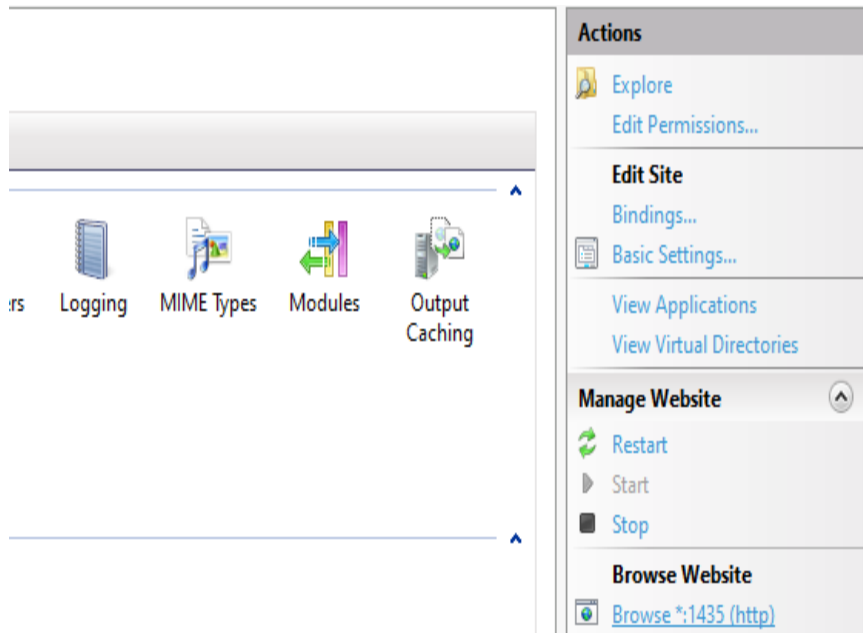 ers
Logging
MIME Types
Modules
Output
Caching
Actions
Explore
Edit Permissions...
Edit Site
Bindings...
Basic Settings...
View Applications
View Virtual Directories
Manage Website
Restart
Start
Stop
Browse Website
Browse *:1435 (http)